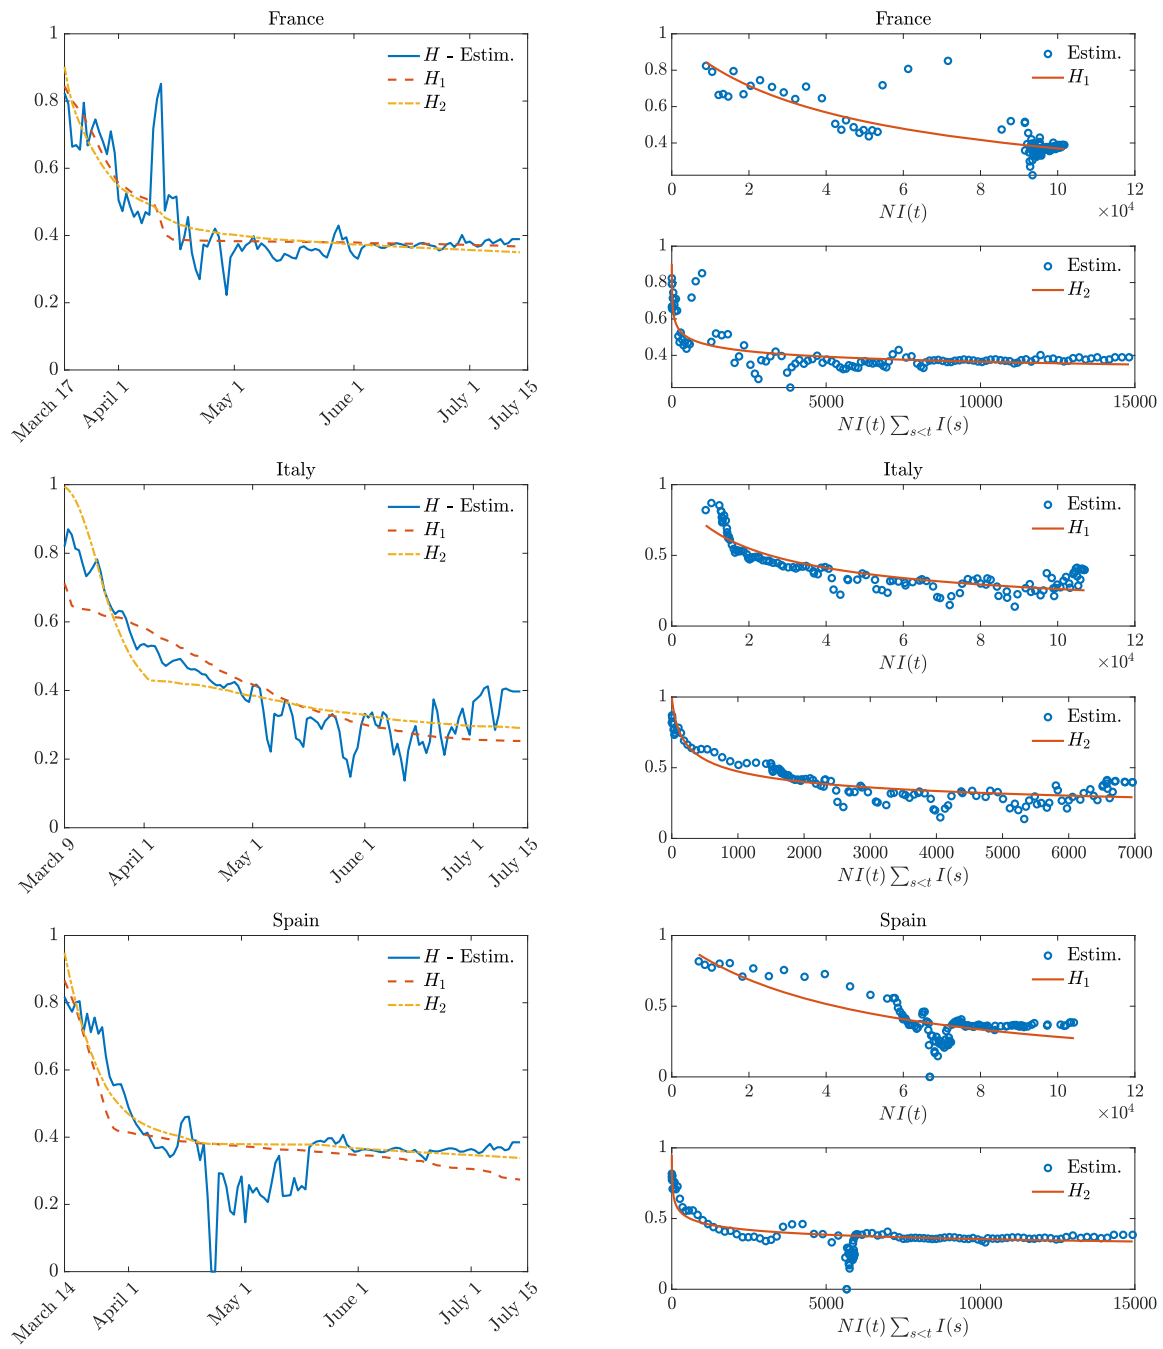 France
1
0.8
0.6
0.4
0.2
0
H - Estim.
H₁
H₂
March 17
April 1
May 1
June 1
July 1
July 15
France
1
0.8
0.6
0.4
Estim.
H₁
0 2 4 6 8 10 12
NI(t)
×10⁴
1
0.8
0.6
0.4
Estim.
H₂
0 5000 10000 15000
NI(t) ∑s<t I(s)
Italy
1
0.8
0.6
0.4
0.2
0
H - Estim.
H₁
H₂
March 9
April 1
May 1
June 1
July 1
July 15
Italy
1
0.5
0
Estim.
H₁
0 2 4 6 8 10 12
NI(t)
×10⁴
1
0.5
0
Estim.
H₂
0 1000 2000 3000 4000 5000 6000 7000
NI(t) ∑s<t I(s)
Spain
1
0.8
0.6
0.4
0.2
0
H - Estim.
H₁
H₂
March 14
April 1
May 1
June 1
July 1
July 15
Spain
1
0.5
0
Estim.
H₁
0 2 4 6 8 10 12
NI(t)
×10⁴
1
0.5
0
Estim.
H₂
0 5000 10000 15000
NI(t) ∑s<t I(s)